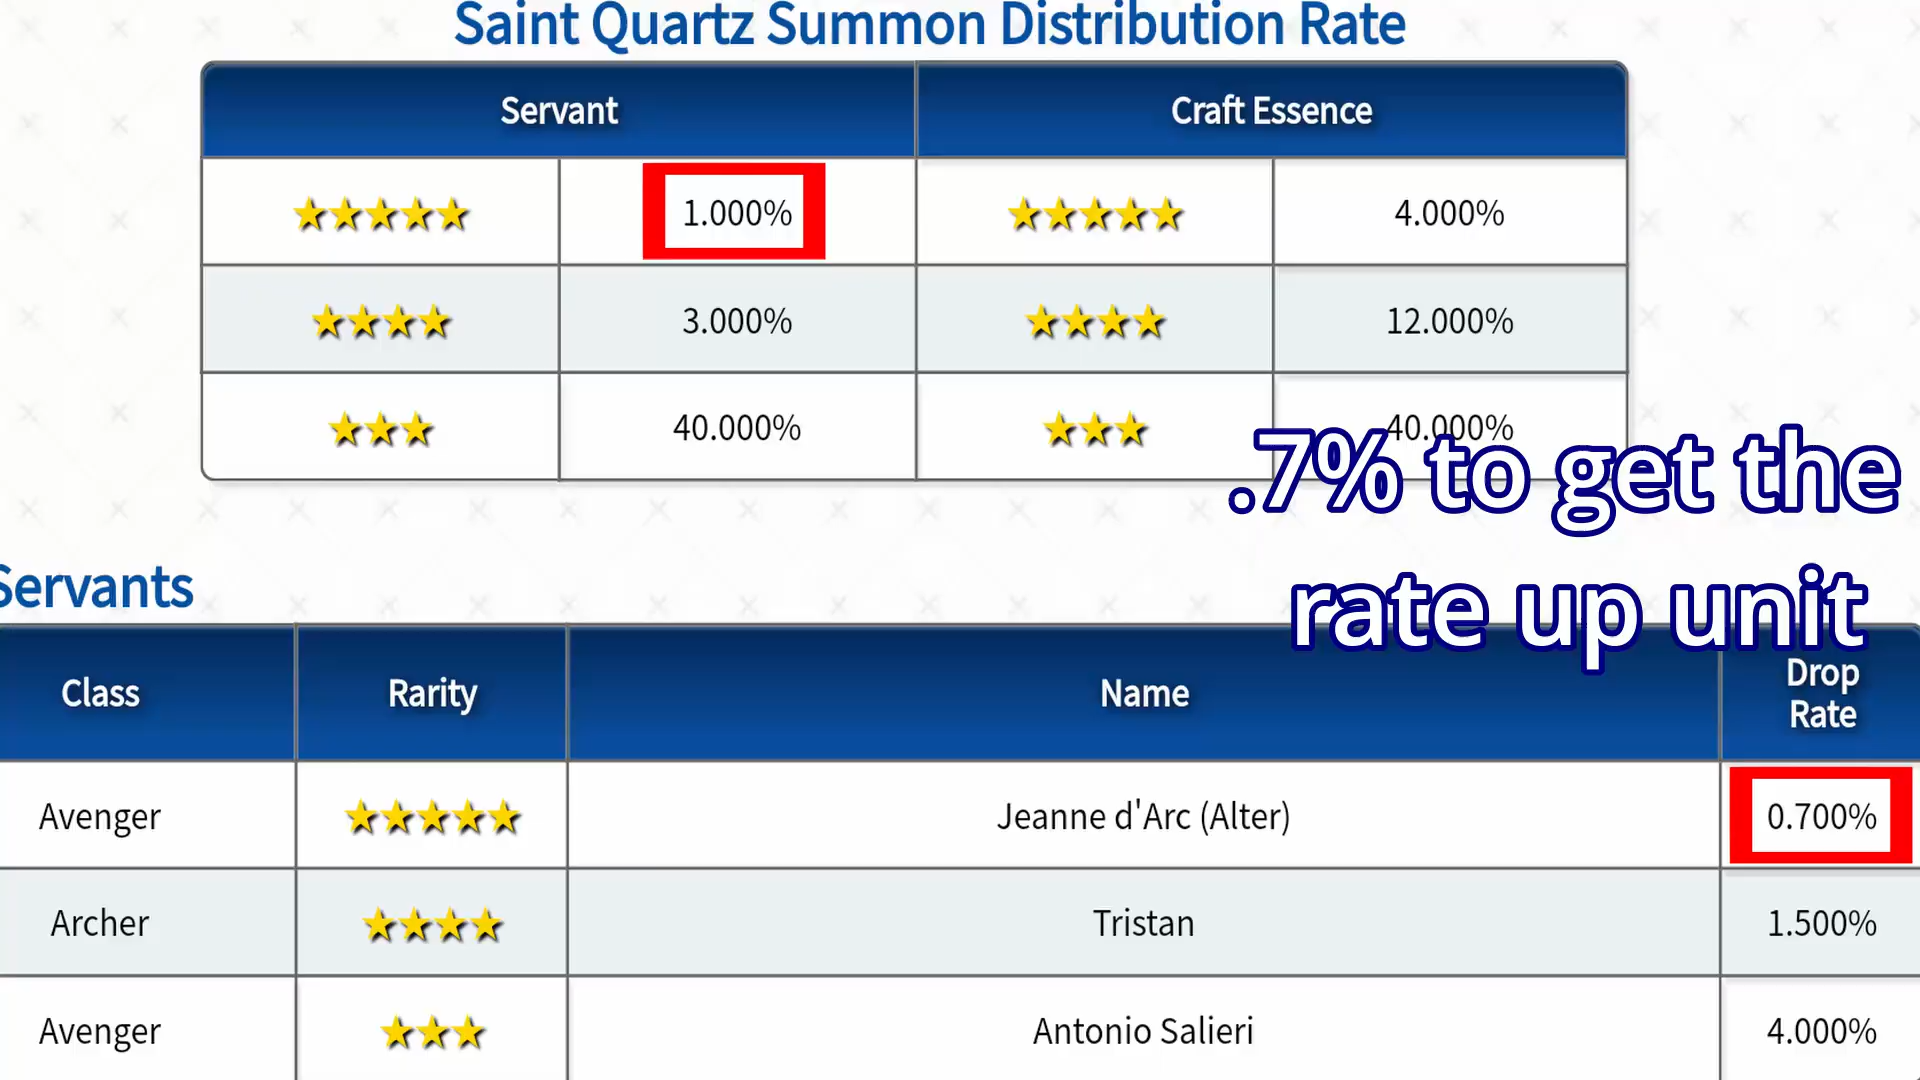 Saint Quartz Summon Distribution Rate
Servant Craft Essence
★★★★★ 1.000% ★★★★★ 4.000%
★★★★ 3.000% ★★★★ 12.000%
★★★ 40.000% ★★★ 40.000%
.7% to get the
rate up unit
Servants
Class Rarity Name Drop Rate
Avenger ★★★★★ Jeanne d'Arc (Alter) 0.700%
Archer ★★★★ Tristan 1.500%
Avenger ★★★ Antonio Salieri 4.000%